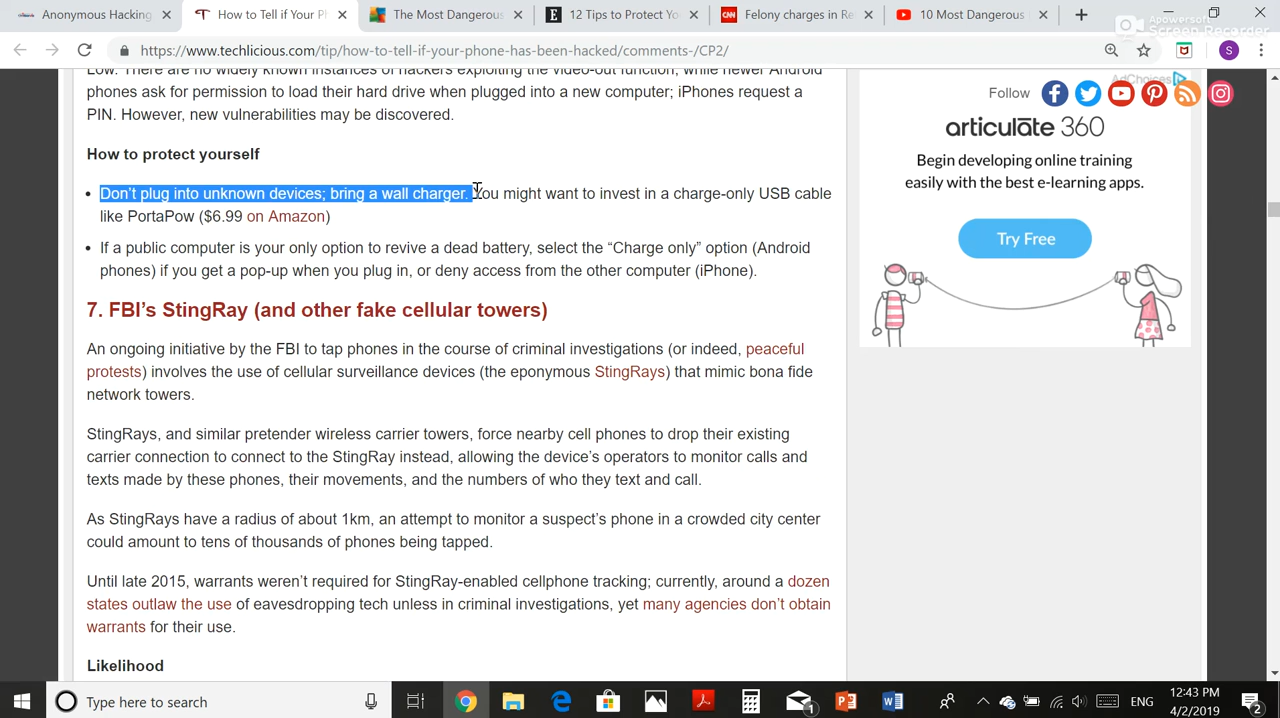 Anonymous Hacking
How to Tell if Your Ph
The Most Dangerous
12 Tips to Protect Yo
CNN
Felony charges in Re
10 Most Dangerous
Apowersoft
Screen Recorder
https://www.techlicious.com/tip/how-to-tell-if-your-phone-has-been-hacked/comments-/CP2/
S
Low. There are no widely known instances of hackers exploiting the video-out function, while newer Android
phones ask for permission to load their hard drive when plugged into a new computer; iPhones request a
PIN. However, new vulnerabilities may be discovered.
How to protect yourself
• Don't plug into unknown devices; bring a wall charger. You might want to invest in a charge-only USB cable
like PortaPow ($6.99 on Amazon)
• If a public computer is your only option to revive a dead battery, select the “Charge only” option (Android
phones) if you get a pop-up when you plug in, or deny access from the other computer (iPhone).
7. FBI's StingRay (and other fake cellular towers)
An ongoing initiative by the FBI to tap phones in the course of criminal investigations (or indeed, peaceful
protests) involves the use of cellular surveillance devices (the eponymous StingRays) that mimic bona fide
network towers.
StingRays, and similar pretender wireless carrier towers, force nearby cell phones to drop their existing
carrier connection to connect to the StingRay instead, allowing the device's operators to monitor calls and
texts made by these phones, their movements, and the numbers of who they text and call.
As StingRays have a radius of about 1km, an attempt to monitor a suspect's phone in a crowded city center
could amount to tens of thousands of phones being tapped.
Until late 2015, warrants weren't required for StingRay-enabled cellphone tracking; currently, around a dozen
states outlaw the use of eavesdropping tech unless in criminal investigations, yet many agencies don't obtain
warrants for their use.
Likelihood
AdChoices
Follow
articulate 360
Begin developing online training
easily with the best e-learning apps.
Try Free
Type here to search
1
ENG
12:43 PM
4/2/2019
2